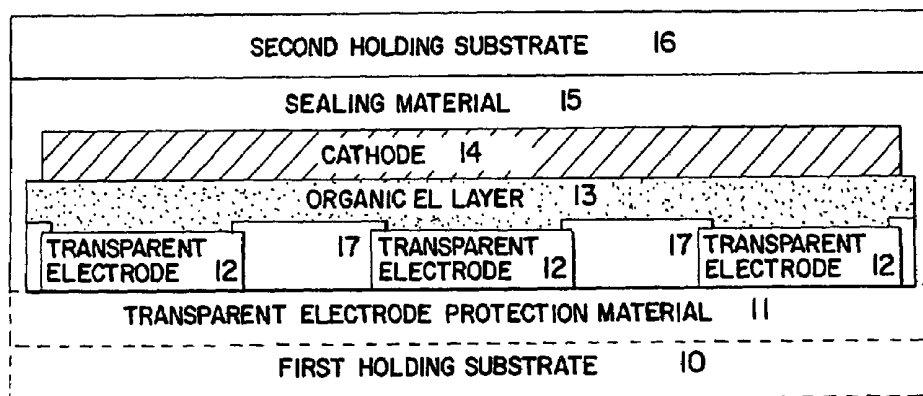 SECOND HOLDING SUBSTRATE 16
SEALING MATERIAL 15
CATHODE 14
ORGANIC EL LAYER 13
TRANSPARENT ELECTRODE 12
17
TRANSPARENT ELECTRODE 12
17
TRANSPARENT ELECTRODE 12
TRANSPARENT ELECTRODE PROTECTION MATERIAL 11
FIRST HOLDING SUBSTRATE 10